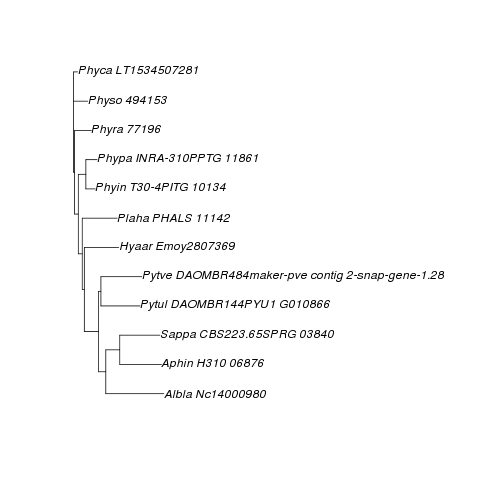 Phyca LT1534507281
Physo 494153
Phyra 77196
Phypa INRA-310PPTG 11861
Phyin T30-4PITG 10134
Plaha PHALS 11142
Hyaar Emoy2807369
Pytve DAOMBR484maker-pve contig 2-snap-gene-1.28
Pytul DAOMBR144PYU1 G010866
Sappa CBS223.65SPRG 03840
Aphin H310 06876
Albla Nc14000980